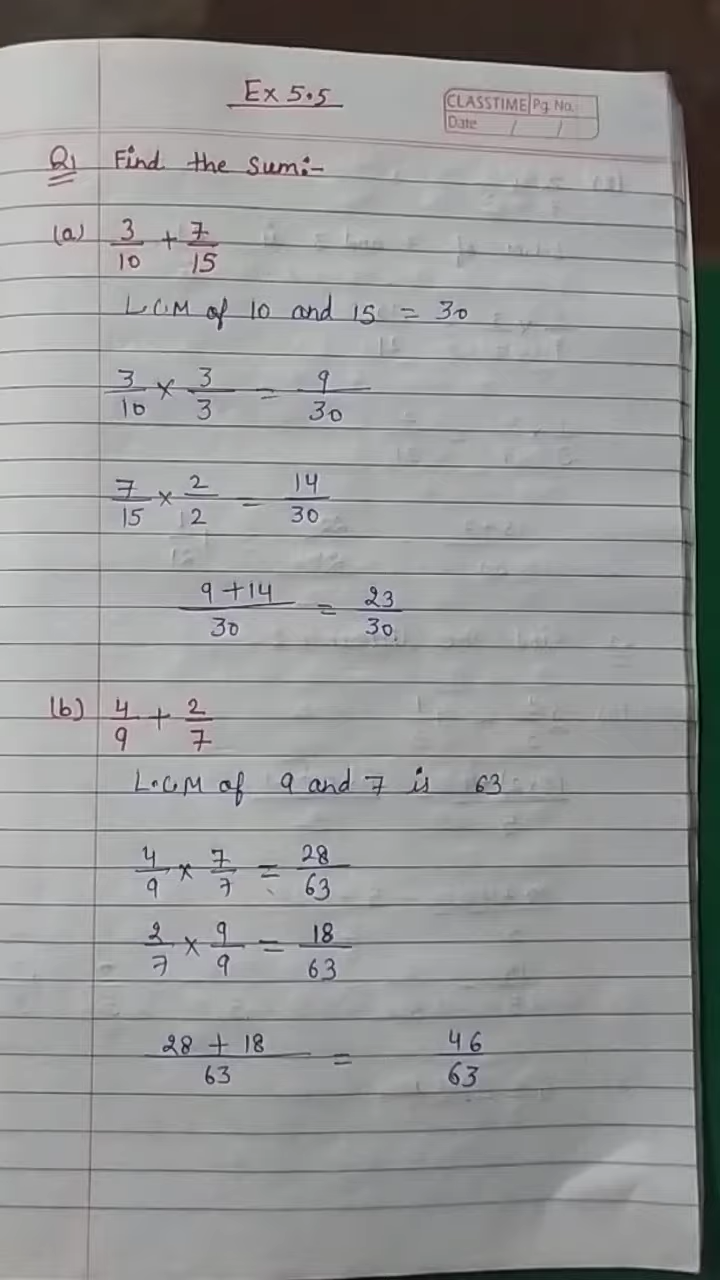 Ex 5.5
CLASSTIME Pg. No.
Date / /
Q1 Find the sum:-
(a) 3/10 + 7/15
L.C.M of 10 and 15 = 30
3/10 × 3/3 = 9/30
7/15 × 2/12 = 14/30
9+14/30 = 23/30.
(b) 4/9 + 2/7
L.C.M of 9 and 7 is 63
4/9 × 7/7 = 28/63
2/7 × 9/9 = 18/63
28 + 18/63 = 46/63